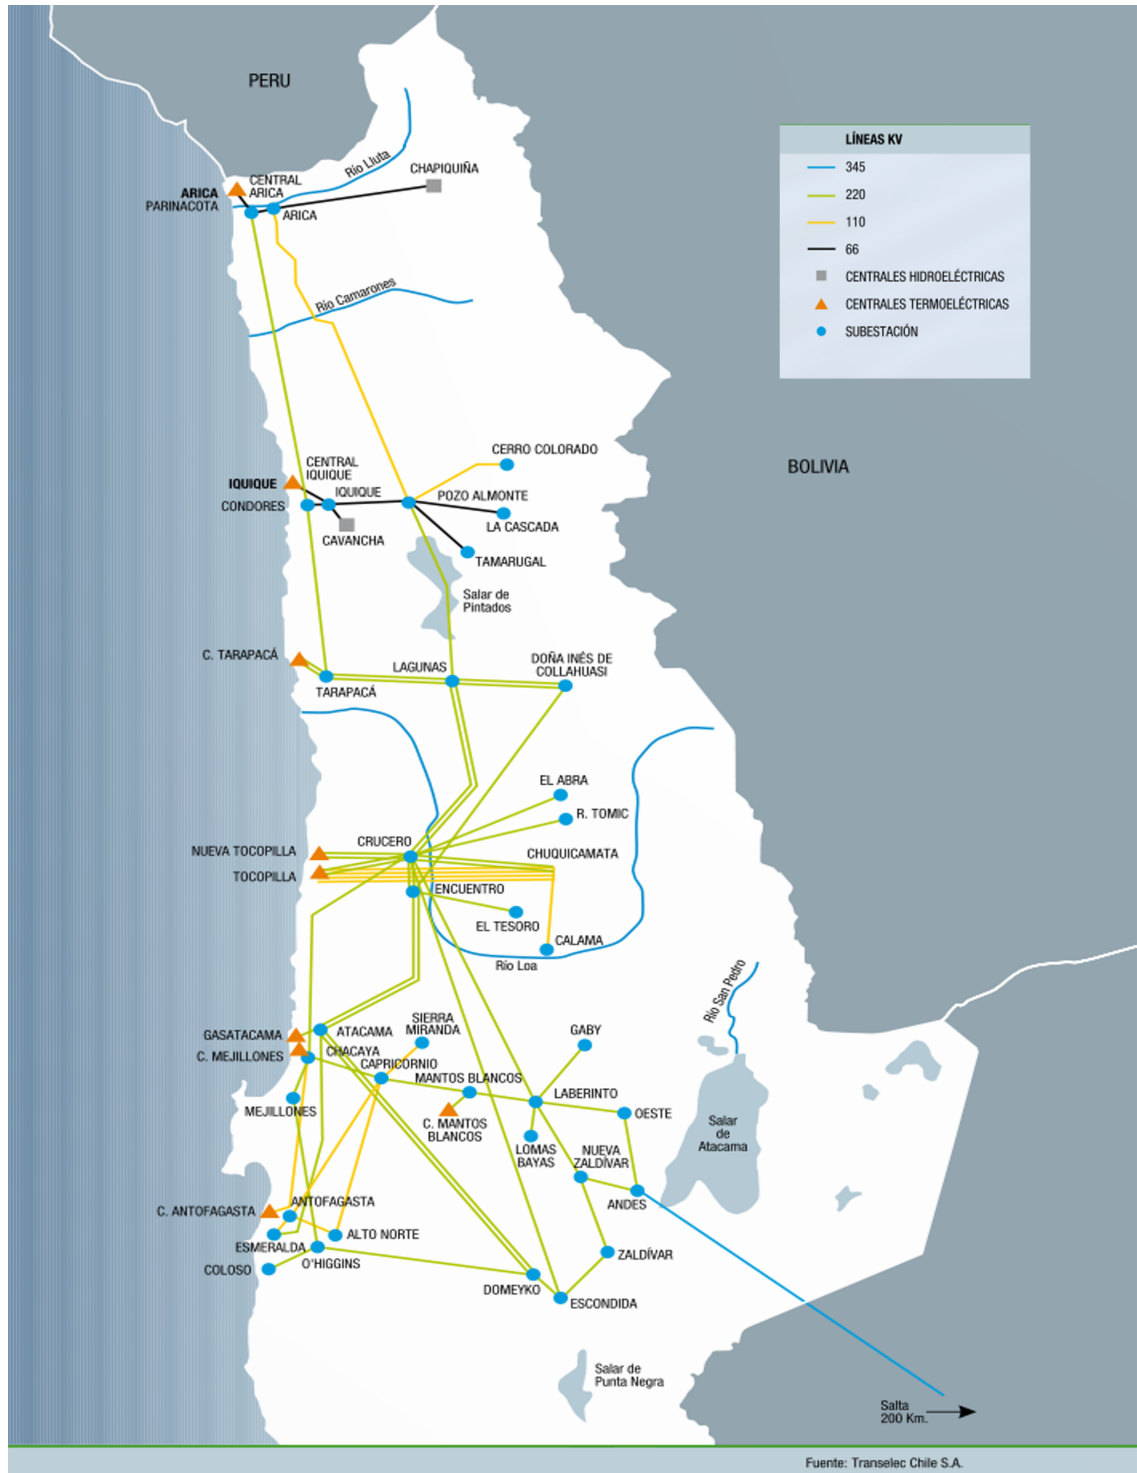 PERU
LÍNEAS KV
345
220
110
66
CENTRALES HIDROELÉCTRICAS
CENTRALES TERMOELÉCTRICAS
SUBESTACIÓN
BOLIVIA
Río Lluta
CHAPIQUIÑA
CENTRAL
ARICA
ARICA
PARINACOTA
ARICA
Río Camarones
CERRO COLORADO
CENTRAL
IQUIQUE
IQUIQUE
IQUIQUE
CONDORES
POZO ALMONTE
LA CASCADA
CAVANCHA
TAMARUGAL
Salar de
Pintados
C. TARAPACÁ
TARAPACÁ
LAGUNAS
DOÑA INÉS DE
COLLAHUASI
EL ABRA
R. TOMIC
CRUCERO
NUEVA TOCOPILLA
CHUQUICAMATA
TOCOPILLA
ENCUENTRO
EL TESORO
CALAMA
Río Loa
Río San Pedro
SIERRA
MIRANDA
GABY
GASATACAMA
ATACAMA
C. MEJILLONES
CHACAYA
CAPRICORNIO
MANTOS BLANCOS
LABERINTO
MEJILLONES
C. MANTOS
BLANCOS
OESTE
LOMAS
BAYAS
NUEVA
ZALDÍVAR
Salar
de
Atacama
ANDES
C. ANTOFAGASTA
ANTOFAGASTA
ALTO NORTE
ESMERALDA
O'HIGGINS
COLOSO
ZALDÍVAR
DOMEYKO
ESCONDIDA
Salar de
Punta Negra
Salta
200 Km.
Fuente: Transelec Chile S.A.